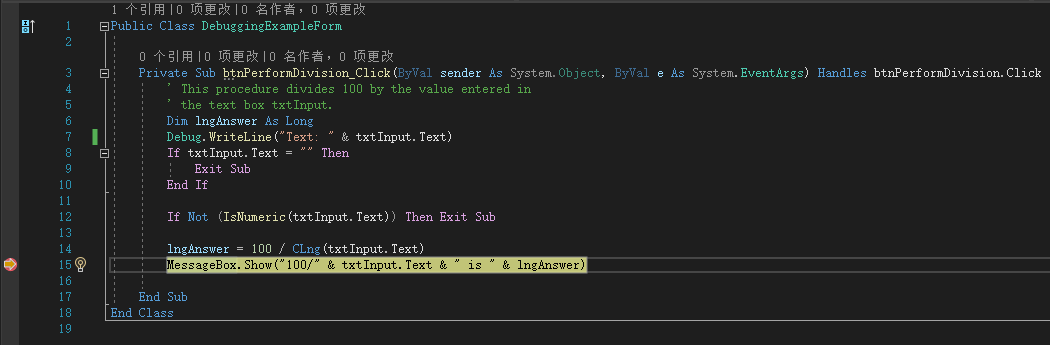 1 个引用|0 项更改|0 名作者，0 项更改
1 Public Class DebuggingExampleForm
2
0 个引用|0 项更改|0 名作者，0 项更改
3 Private Sub btnPerformDivision_Click(ByVal sender As System.Object, ByVal e As System.EventArgs) Handles btnPerformDivision.Click
4 ' This procedure divides 100 by the value entered in
5 ' the text box txtInput.
6 Dim lngAnswer As Long
7 Debug.WriteLine("Text: " & txtInput.Text)
8 If txtInput.Text = "" Then
9 Exit Sub
10 End If
11
12 If Not (IsNumeric(txtInput.Text)) Then Exit Sub
13
14 lngAnswer = 100 / CLng(txtInput.Text)
15 MessageBox.Show("100/" & txtInput.Text & " is " & lngAnswer)
16
17 End Sub
18 End Class
19